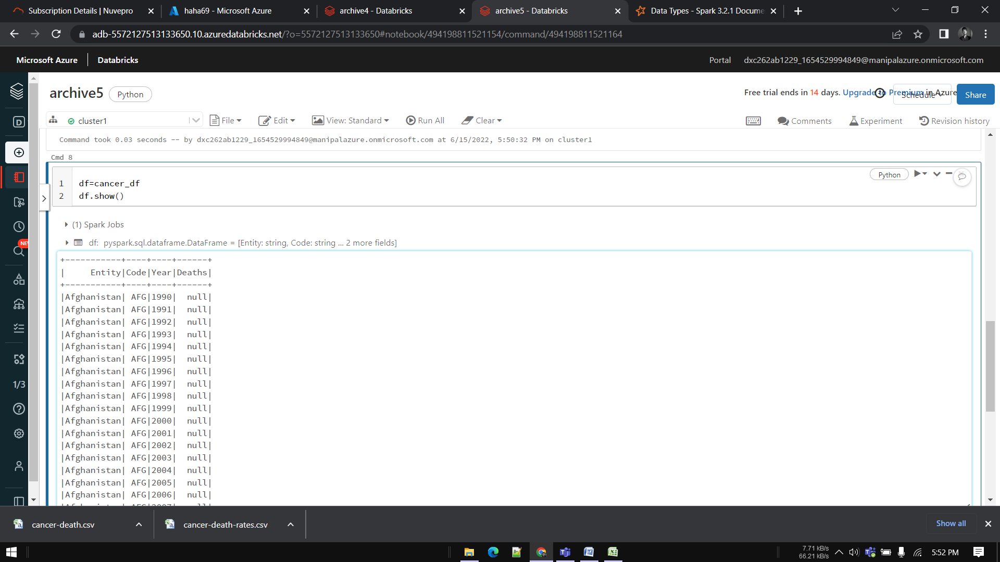 Subscription Details | Nuvepro
haha69 - Microsoft Azure
archive4 - Databricks
archive5 - Databricks
Data Types - Spark 3.2.1 Docume
adb-5572127513133650.10.azuredatabricks.net/?o=5572127513133650#notebook/494198811521154/command/494198811521164
Microsoft Azure Databricks
Portal dxc262ab1229_1654529994849@manipalazure.onmicrosoft.com
archive5 Python
Free trial ends in 14 days. Upgrade to Premium in Azure
Schedule
Share
cluster1 File Edit View: Standard Run All Clear
Comments Experiment Revision history
Command took 0.03 seconds -- by dxc262ab1229_1654529994849@manipalazure.onmicrosoft.com at 6/15/2022, 5:50:32 PM on cluster1
Cmd 8
Python
1 df=cancer_df
2 df.show()
(1) Spark Jobs
df: pyspark.sql.dataframe.DataFrame = [Entity: string, Code: string ... 2 more fields]
+-----------+----+----+------+
|     Entity|Code|Year|Deaths|
+-----------+----+----+------+
|Afghanistan| AFG|1990|  null|
|Afghanistan| AFG|1991|  null|
|Afghanistan| AFG|1992|  null|
|Afghanistan| AFG|1993|  null|
|Afghanistan| AFG|1994|  null|
|Afghanistan| AFG|1995|  null|
|Afghanistan| AFG|1996|  null|
|Afghanistan| AFG|1997|  null|
|Afghanistan| AFG|1998|  null|
|Afghanistan| AFG|1999|  null|
|Afghanistan| AFG|2000|  null|
|Afghanistan| AFG|2001|  null|
|Afghanistan| AFG|2002|  null|
|Afghanistan| AFG|2003|  null|
|Afghanistan| AFG|2004|  null|
|Afghanistan| AFG|2005|  null|
|Afghanistan| AFG|2006|  null|
D
NEW
1/3
cancer-death.csv
cancer-death-rates.csv
Show all
7.71 kB/s
66.21 kB/s
5:52 PM